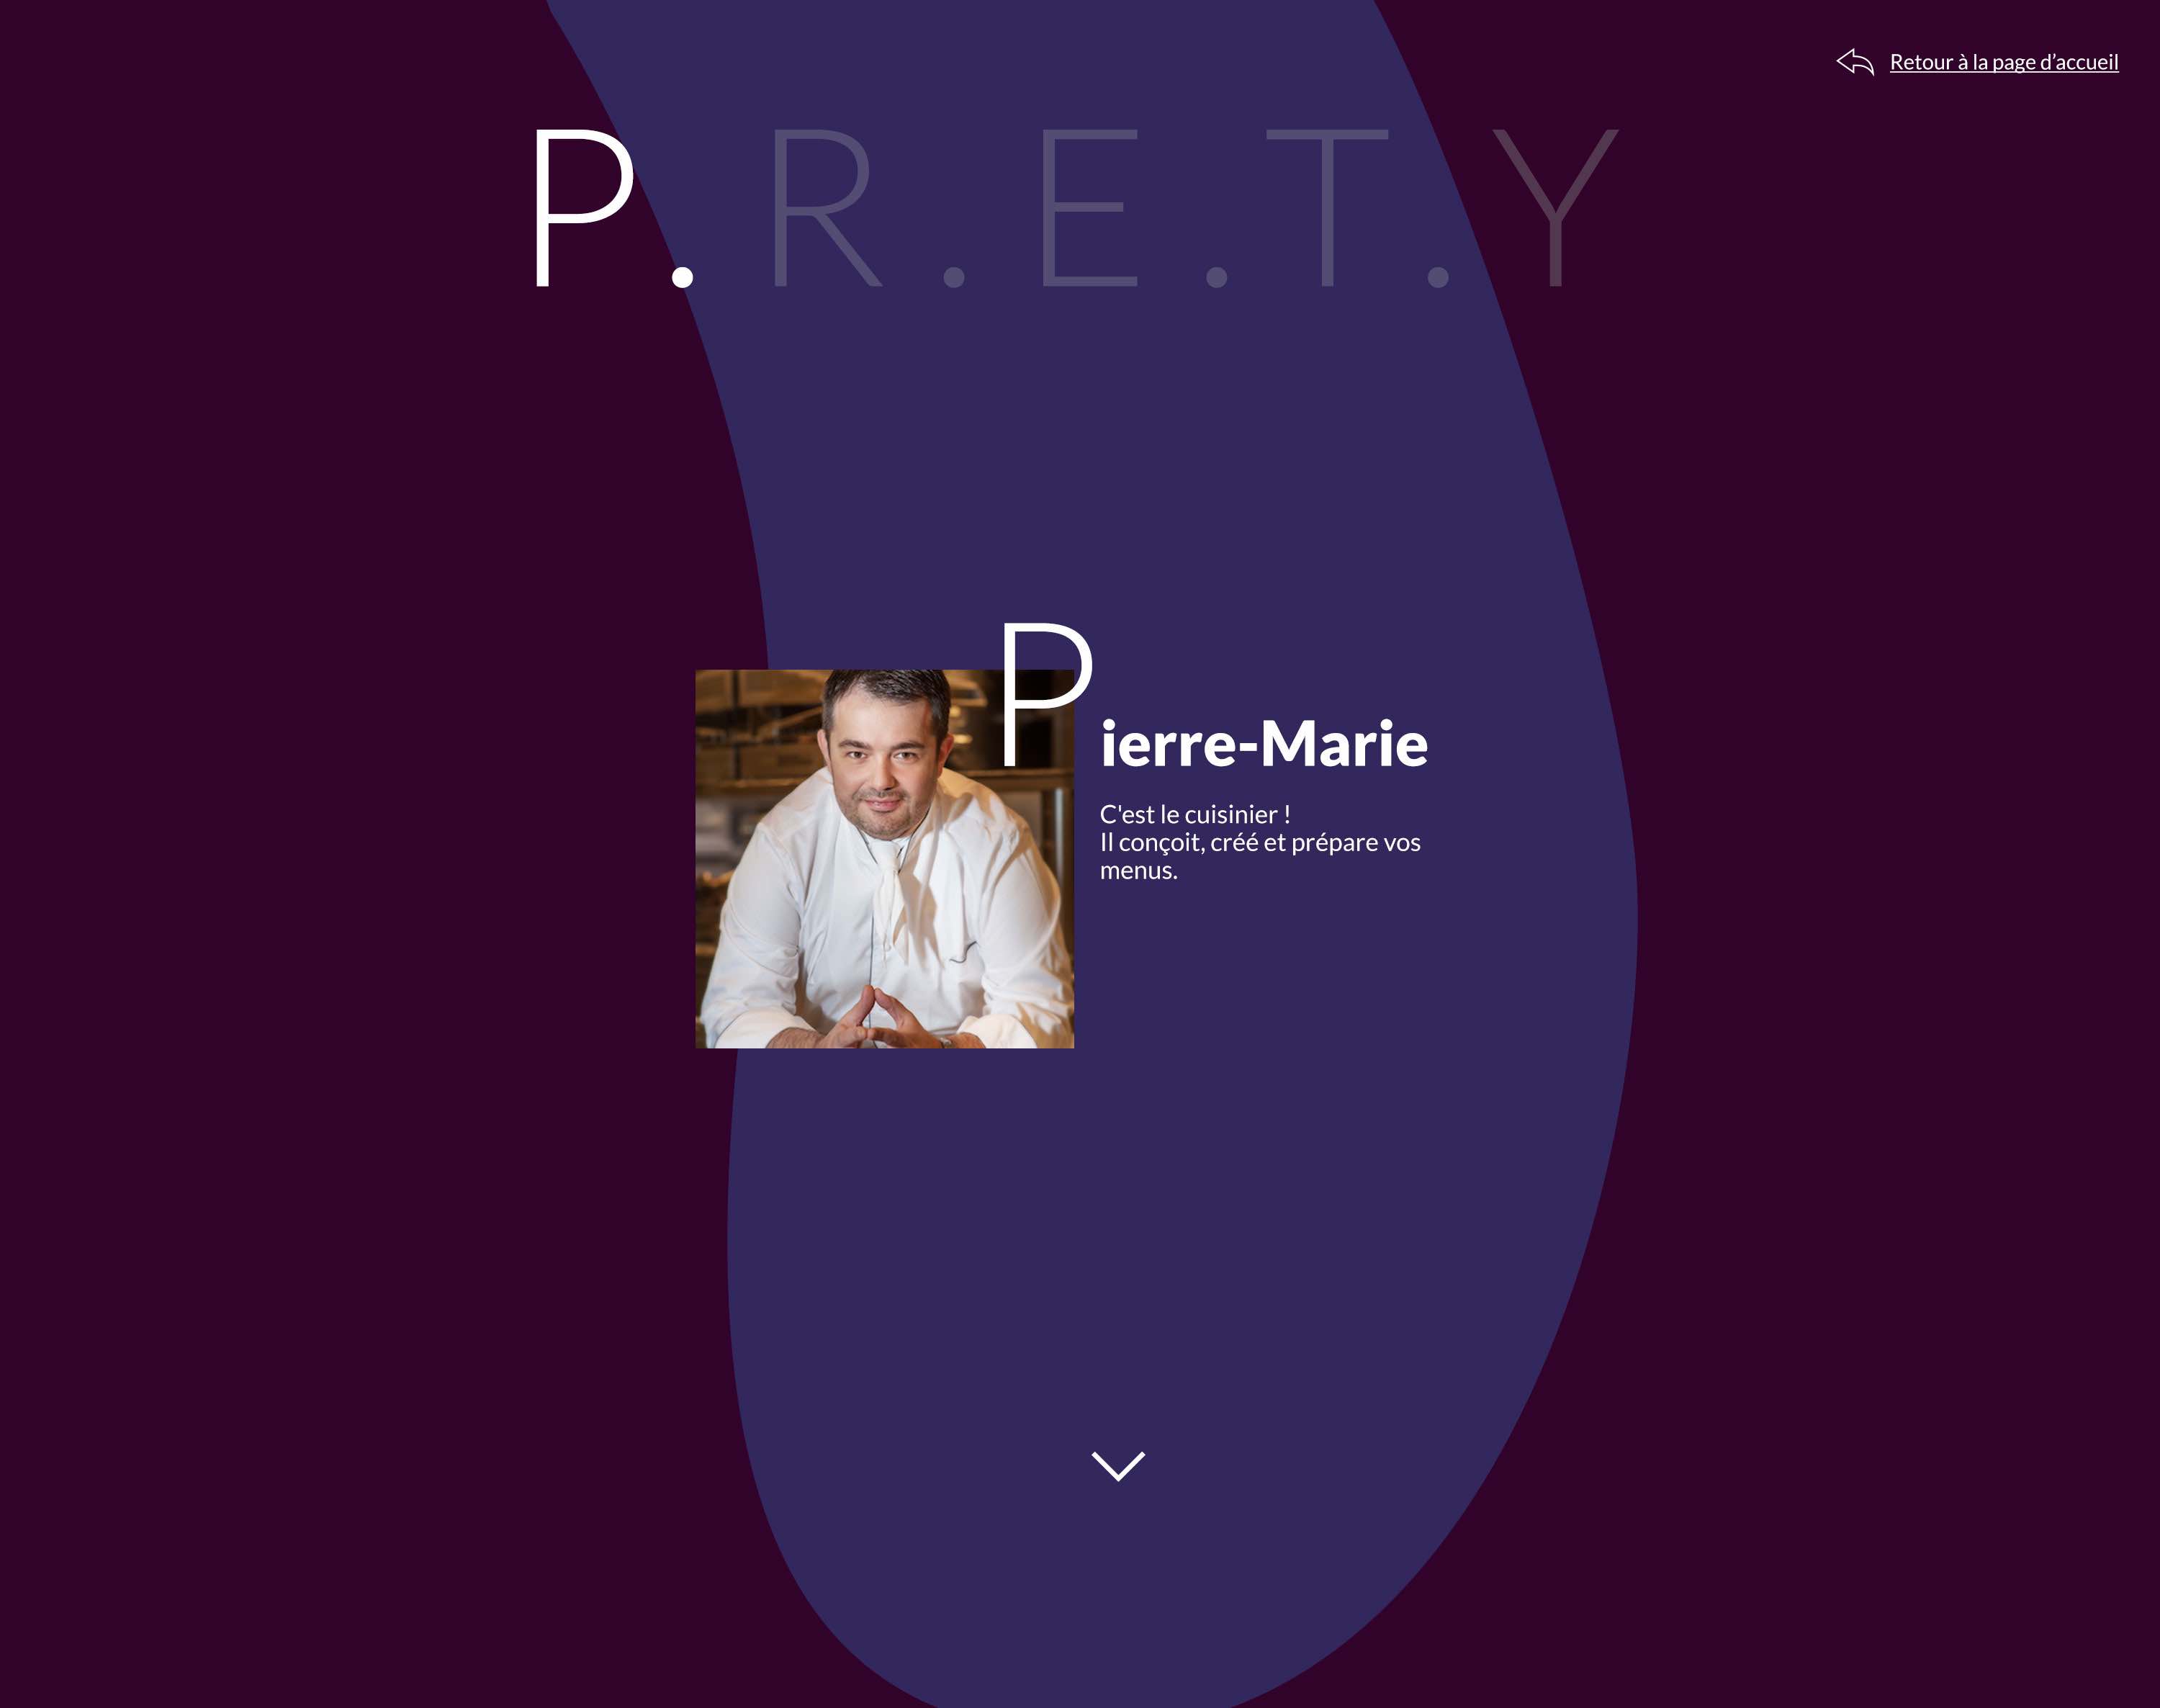 Retour à la page d’accueil
P.R.E.T.Y
Pierre-Marie
C'est le cuisinier !
Il conçoit, créé et prépare vos
menus.